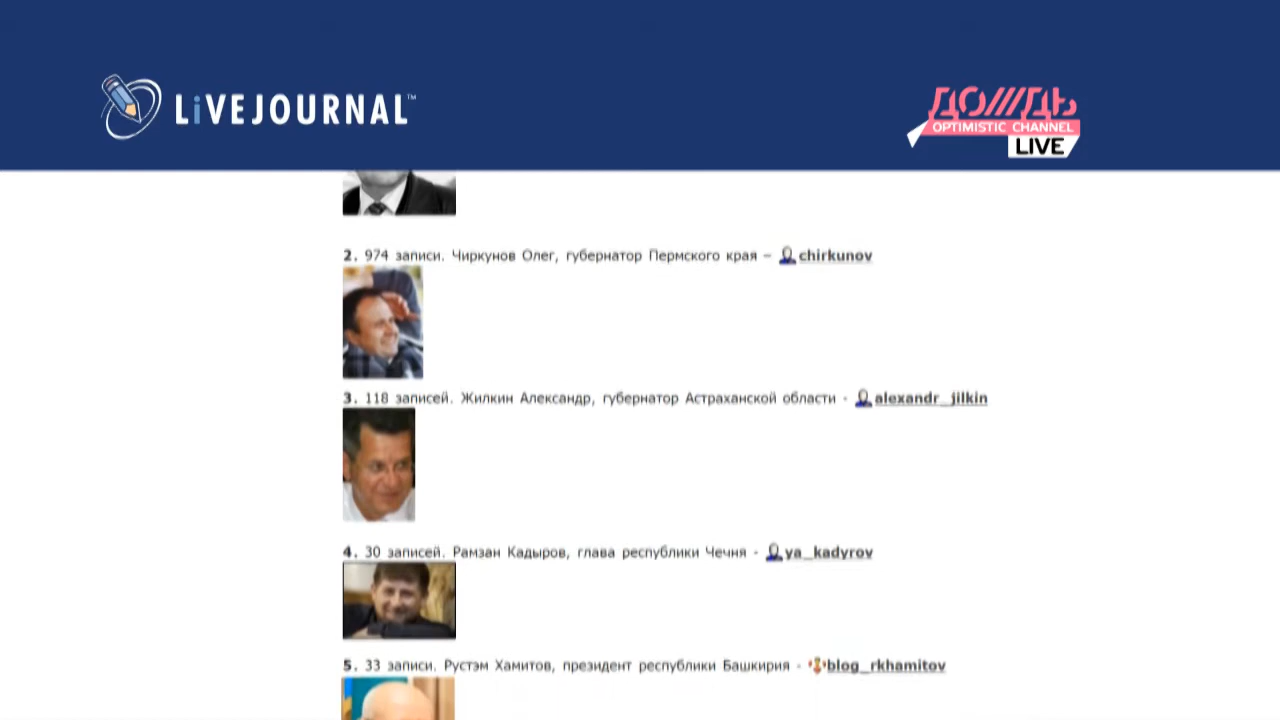 LiVEJOURNAL™
ДОЖДЬ
OPTIMISTIC CHANNEL
LIVE
2. 974 записи. Чиркунов Олег, губернатор Пермского края – chirkunov
3. 118 записей. Жилкин Александр, губернатор Астраханской области - alexandr_jilkin
4. 30 записей. Рамзан Кадыров, глава республики Чечня - ya_kadyrov
5. 33 записи. Рустэм Хамитов, президент республики Башкирия - blog_rkhamitov